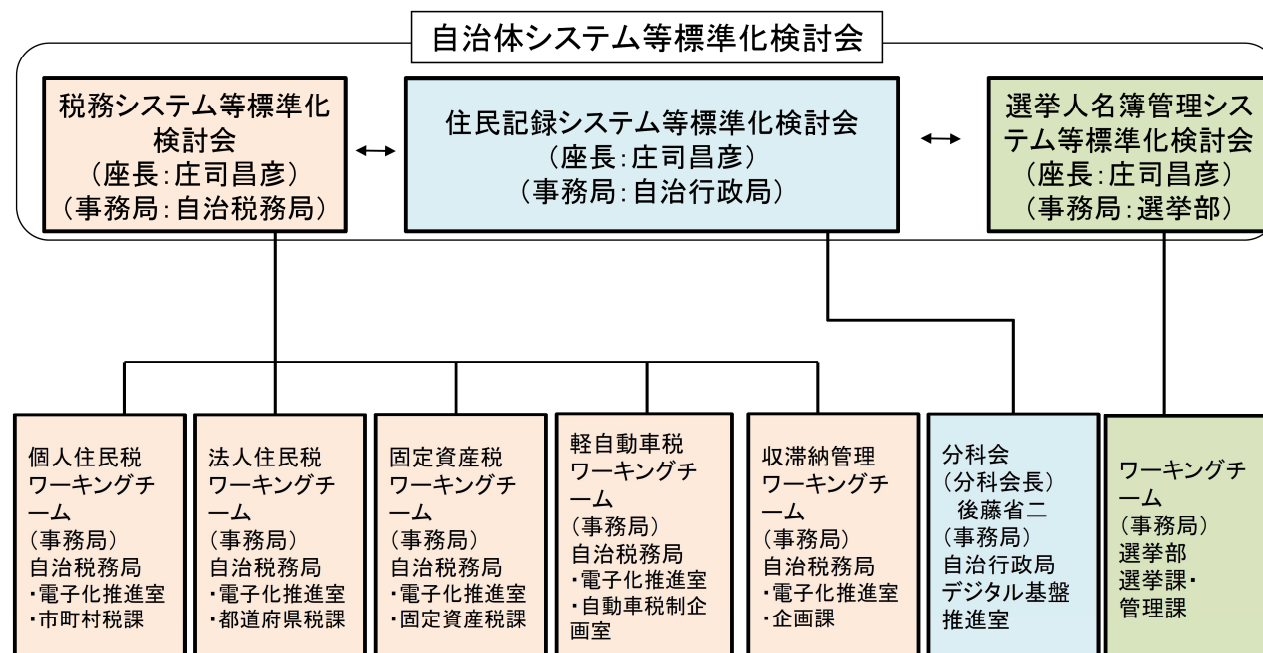 自治体システム等標準化検討会
税務システム等標準化
検討会
（座長：庄司昌彦）
（事務局：自治税務局）
住民記録システム等標準化検討会
（座長：庄司昌彦）
（事務局：自治行政局）
選挙人名簿管理シス
テム等標準化検討会
（座長：庄司昌彦）
（事務局：選挙部）
個人住民税
ワーキングチ
ーム
（事務局）
自治税務局
・電子化推進室
・市町村税課
法人住民税
ワーキングチ
ーム
（事務局）
自治税務局
・電子化推進室
・都道府県税課
固定資産税
ワーキングチ
ーム
（事務局）
自治税務局
・電子化推進室
・固定資産税課
軽自動車税
ワーキングチ
ーム
（事務局）
自治税務局
・電子化推進室
・自動車税制企
画室
収滞納管理
ワーキングチ
ーム
（事務局）
自治税務局
・電子化推進室
・企画課
分科会
（分科会長）
後藤省二
（事務局）
自治行政局
デジタル基盤
推進室
ワーキングチ
ーム
（事務局）
選挙部
選挙課・
管理課